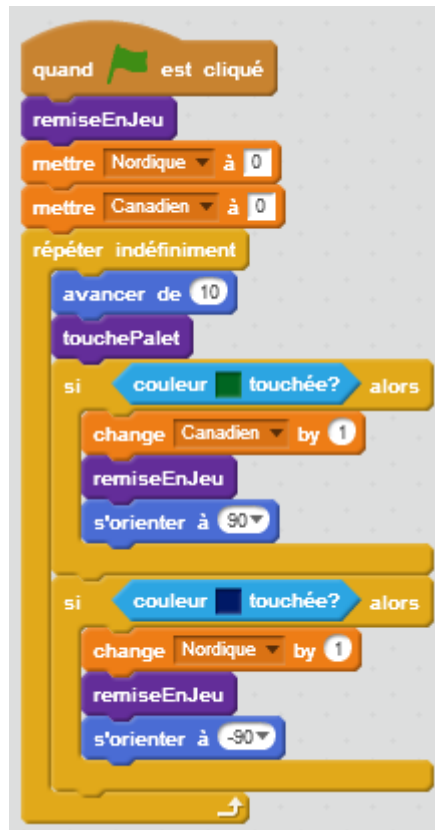 quand est cliqué
remiseEnJeu
mettre Nordique à 0
mettre Canadien à 0
répéter indéfiniment
avancer de 10
touchePalet
si couleur touchée? alors
change Canadien by 1
remiseEnJeu
s'orienter à 90
si couleur touchée? alors
change Nordique by 1
remiseEnJeu
s'orienter à -90